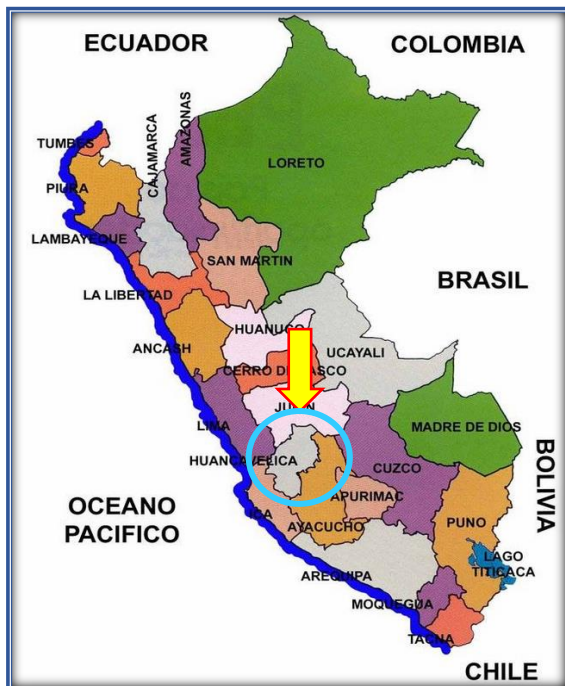 ECUADOR
COLOMBIA
TUMBES
CAJAMARCA
AMAZONAS
LORETO
PIURA
LAMBAYEQUE
SAN MARTIN
BRASIL
LA LIBERTAD
HUANUCO
UCAYALI
ANCASH
CERRO DE PASCO
JUNIN
LIMA
MADRE DE DIOS
HUANCAVELICA
CUZCO
BOLIVIA
APURIMAC
OCEANO
PACIFICO
ICA
AYACUCHO
PUNO
LAGO
TITICACA
AREQUIPA
MOQUEGUA
TACNA
CHILE